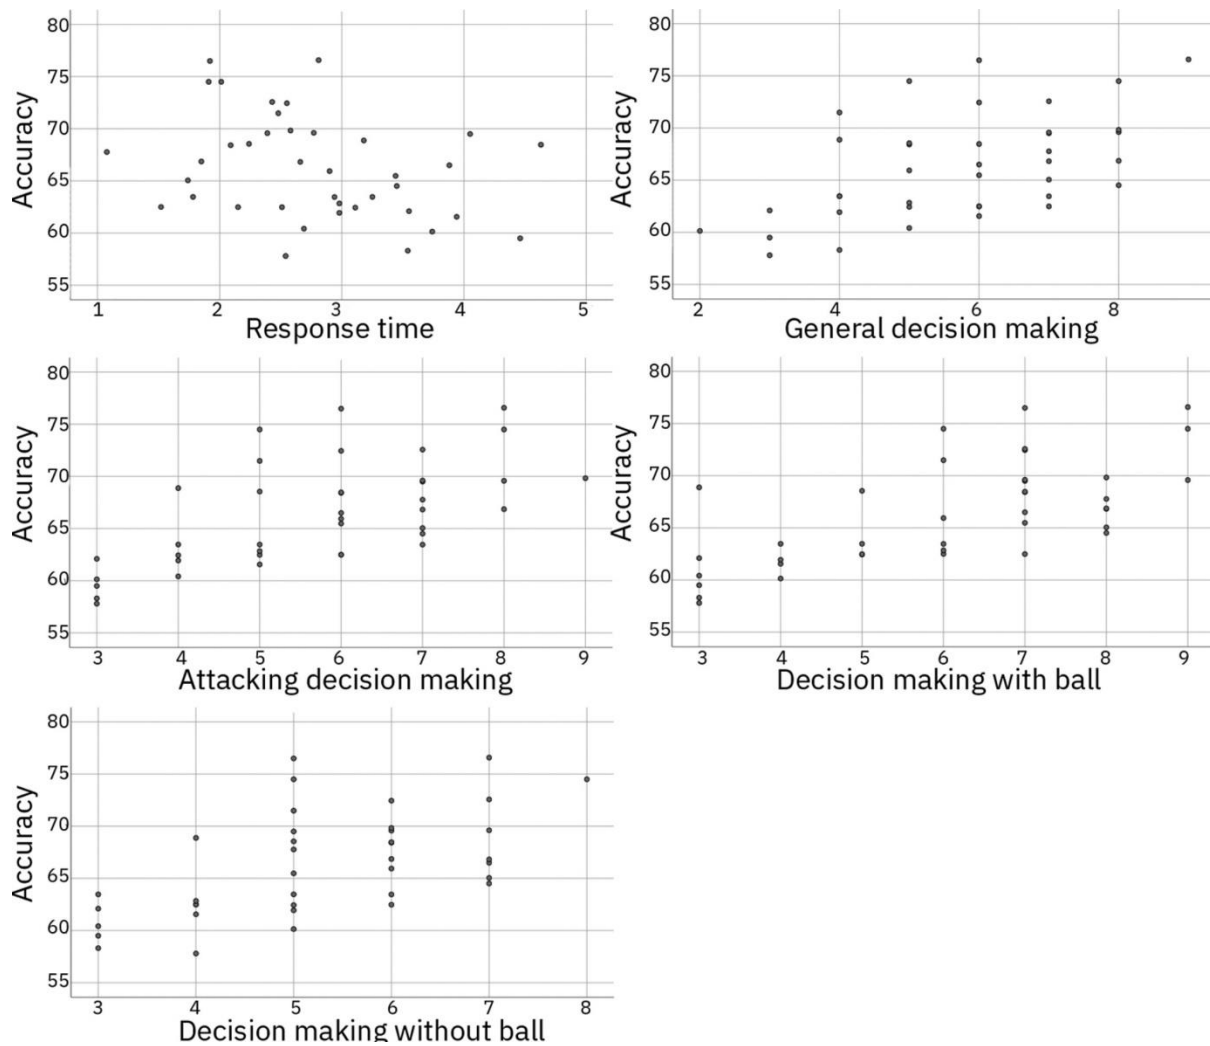 80
75
70
65
60
55
Accuracy
1 2 3 4 5
Response time
80
75
70
65
60
55
Accuracy
2 4 6 8
General decision making
80
75
70
65
60
55
Accuracy
3 4 5 6 7 8 9
Attacking decision making
80
75
70
65
60
55
Accuracy
3 4 5 6 7 8 9
Decision making with ball
80
75
70
65
60
55
Accuracy
3 4 5 6 7 8
Decision making without ball